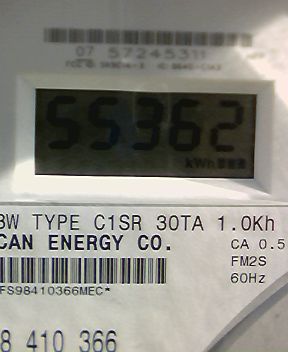 07 57245311
55362
kWh
3W TYPE C1SR 30TA 1.0Kh
CAN ENERGY CO.
CA 0.5
FM2S
60Hz
FS98410366MEC*
8 410 366